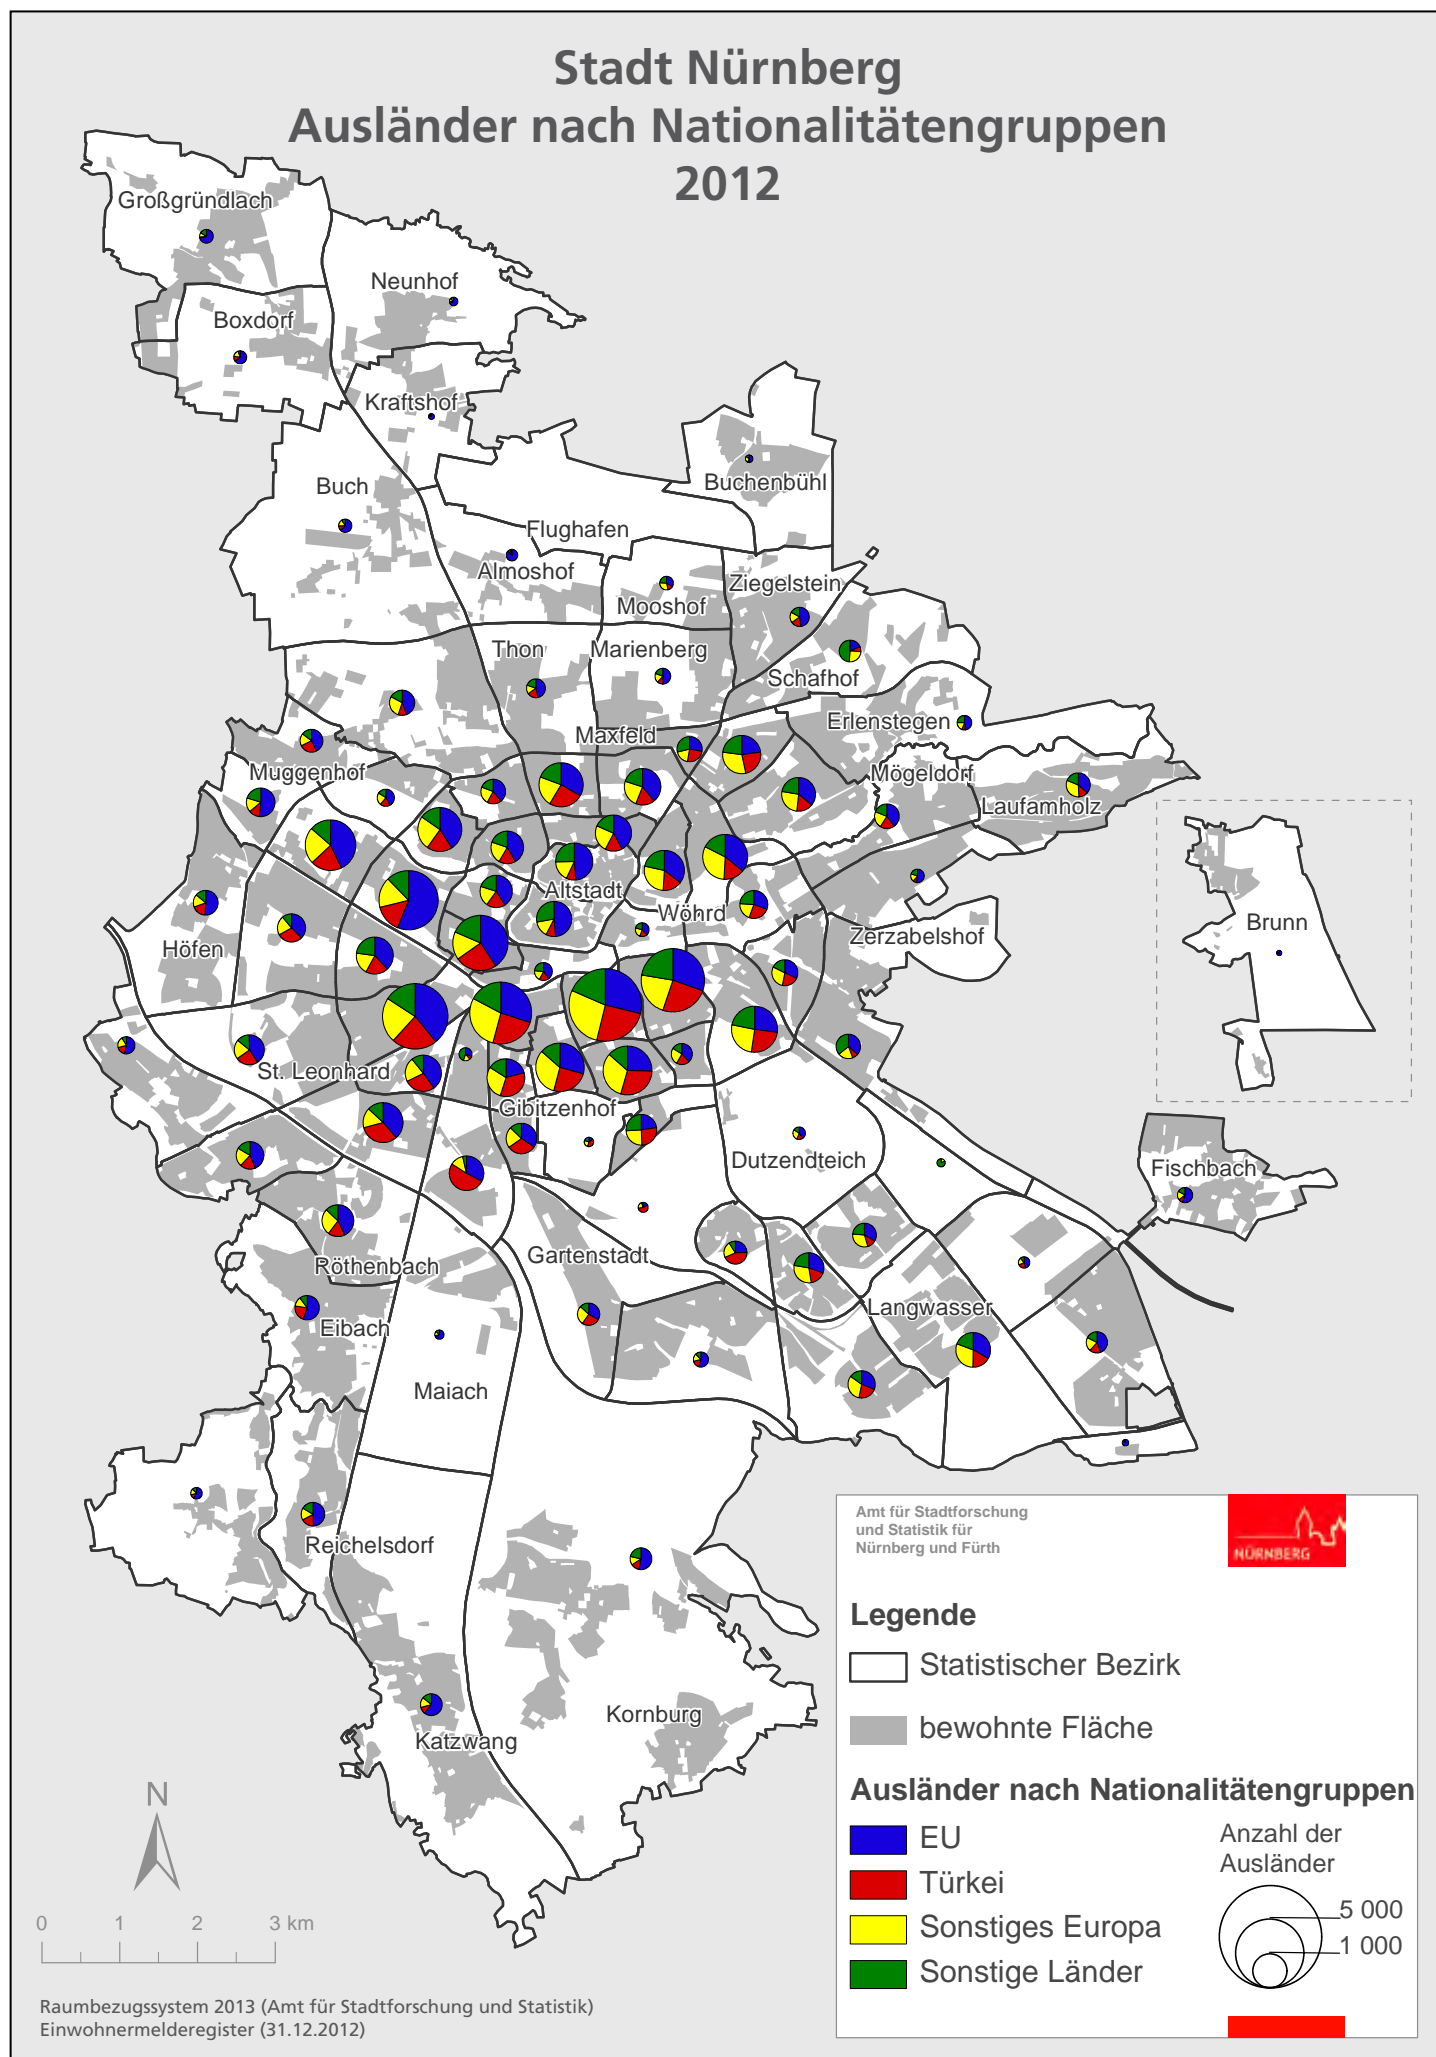 Stadt Nürnberg
Ausländer nach Nationalitätengruppen
2012
Großgründlach
Neunhof
Boxdorf
Kraftshof
Buchenbühl
Buch
Flughafen
Almoshof
Ziegelstein
Mooshof
Thon
Marienberg
Schafhof
Erlenstegen
Maxfeld
Muggenhof
Mögeldorf
Laufamholz
Altstadt
Wöhrd
Brunn
Zerzabelshof
Höfen
St. Leonhard
Gibitzenhof
Dutzendteich
Fischbach
Gartenstadt
Röthenbach
Langwasser
Eibach
Maiach
Reichelsdorf
Kornburg
Katzwang
Amt für Stadtforschung
und Statistik für
Nürnberg und Fürth
NÜRNBERG
Legende
Statistischer Bezirk
bewohnte Fläche
Ausländer nach Nationalitätengruppen
EU
Türkei
Sonstiges Europa
Sonstige Länder
Anzahl der
Ausländer
5 000
1 000
N
0 1 2 3 km
Raumbezugssystem 2013 (Amt für Stadtforschung und Statistik)
Einwohnermelderegister (31.12.2012)